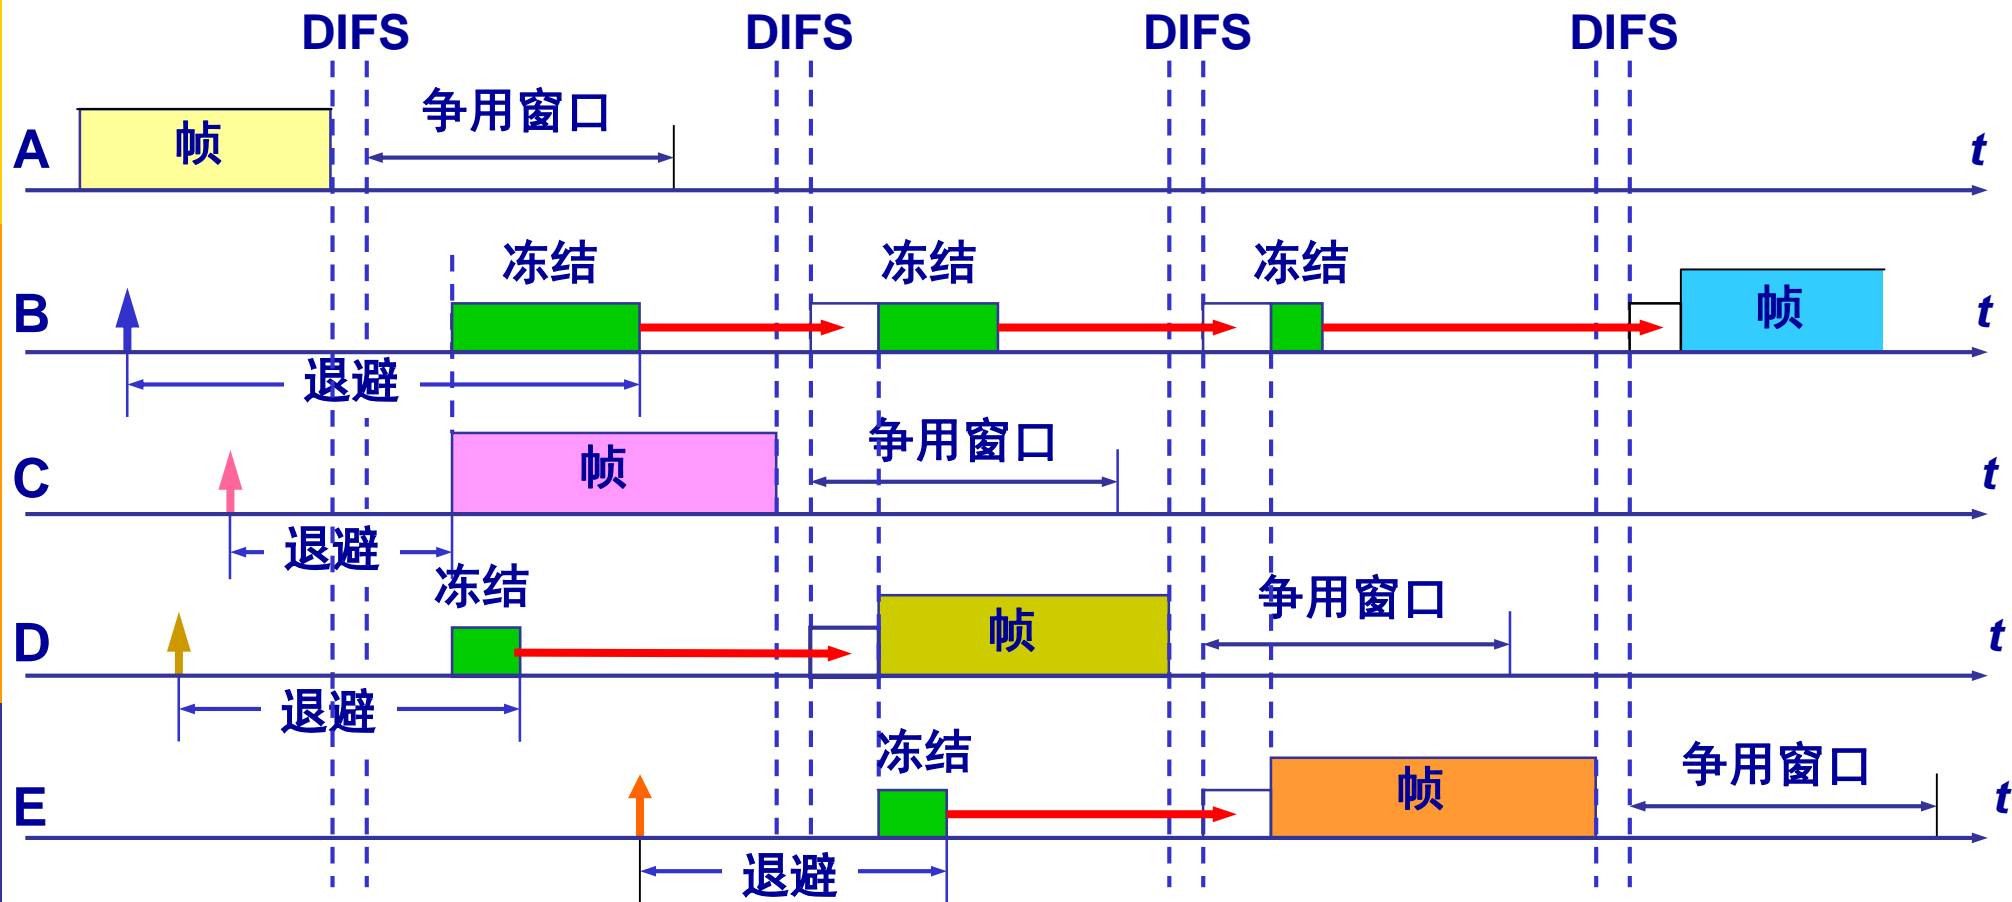 DIFS DIFS DIFS DIFS
争用窗口
A 帧 t
冻结 冻结 冻结
B 帧 t
退避
争用窗口
C 帧 t
退避
冻结 争用窗口
D 帧 t
退避
冻结 争用窗口
E 帧 t
退避